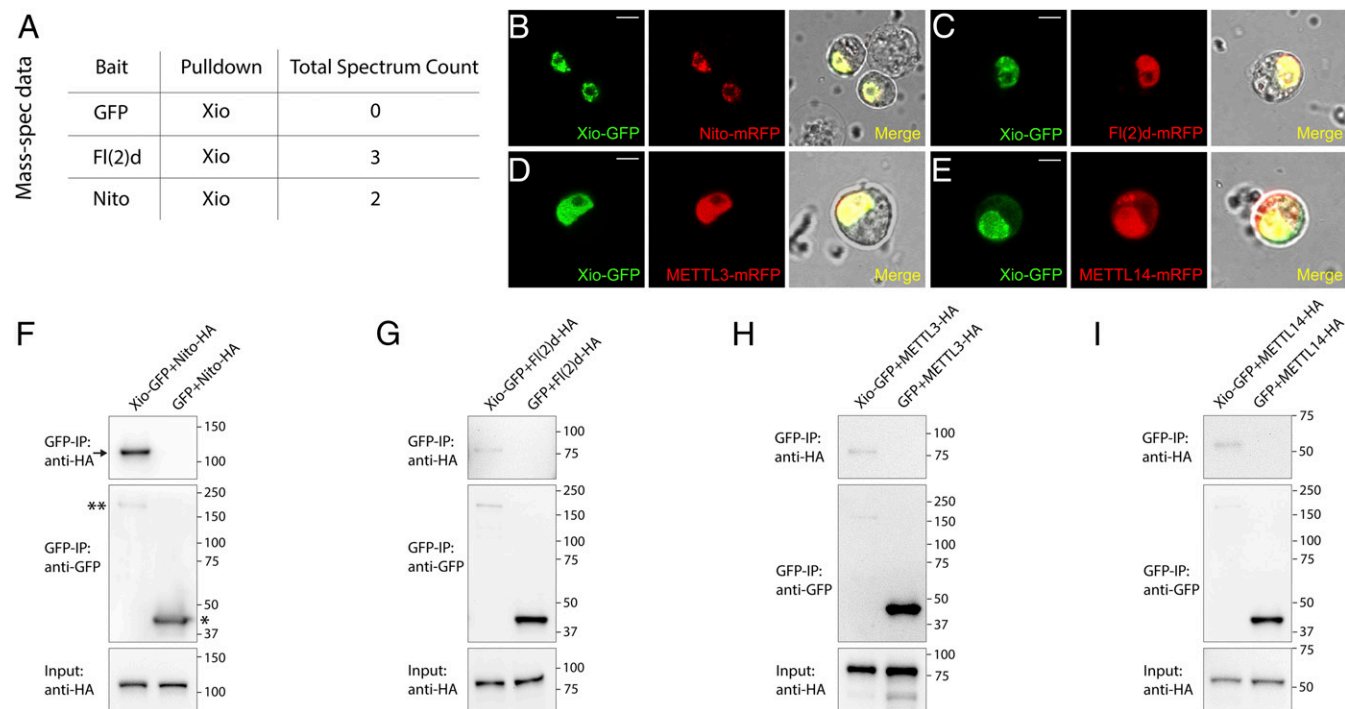 A
Mass-spec data
Bait Pulldown Total Spectrum Count
GFP Xio 0
Fl(2)d Xio 3
Nito Xio 2
B
Xio-GFP
Nito-mRFP
Merge
C
Xio-GFP
Fl(2)d-mRFP
Merge
D
Xio-GFP
METTL3-mRFP
Merge
E
Xio-GFP
METTL14-mRFP
Merge
F
Xio-GFP+Nito-HA
GFP+Nito-HA
GFP-IP:
anti-HA
150
100
**
GFP-IP:
anti-GFP
250
150
100
75
50
*
37
Input:
anti-HA
150
100
G
Xio-GFP+Fl(2)d-HA
GFP+Fl(2)d-HA
GFP-IP:
anti-HA
100
75
GFP-IP:
anti-GFP
250
150
100
75
50
37
Input:
anti-HA
100
75
H
Xio-GFP+METTL3-HA
GFP+METTL3-HA
GFP-IP:
anti-HA
100
75
GFP-IP:
anti-GFP
250
150
100
75
50
37
Input:
anti-HA
100
75
I
Xio-GFP+METTL14-HA
GFP+METTL14-HA
GFP-IP:
anti-HA
75
50
GFP-IP:
anti-GFP
250
150
100
75
50
37
Input:
anti-HA
75
50